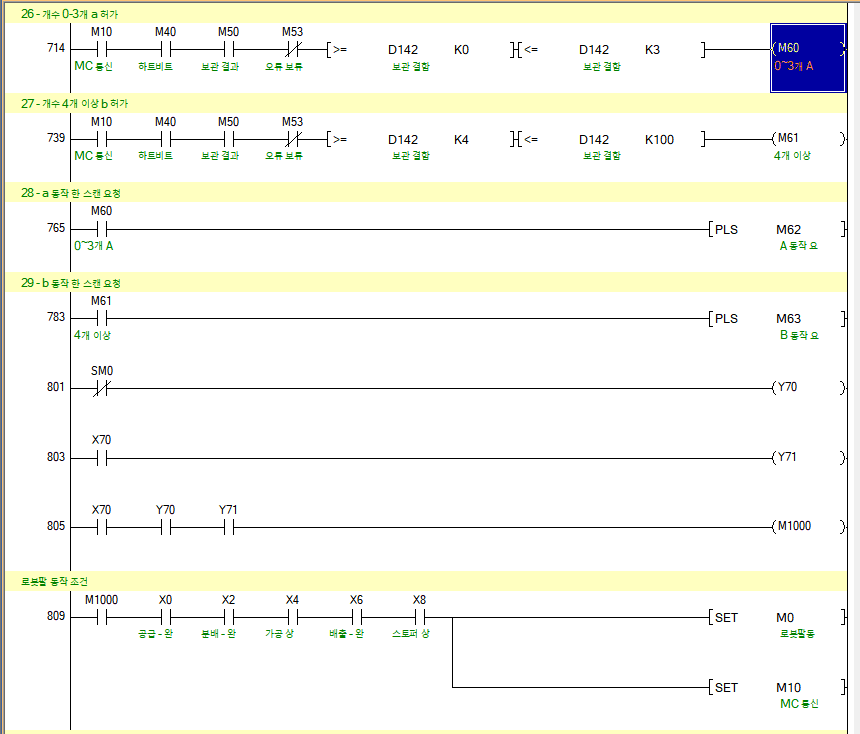 26 - 개수 0-3개 a 허가
M10 M40 M50 M53
714 [>= D142 K0 ][<= D142 K3 ] (M60 )
MC 통신 하트비트 보관 결과 오류 보류 보관 결함 보관 결함 0~3개 A
27 - 개수 4개 이상 b 허가
M10 M40 M50 M53
739 [>= D142 K4 ][<= D142 K100 ] (M61 )
MC 통신 하트비트 보관 결과 오류 보류 보관 결함 보관 결함 4개 이상
28 - a 동작 한 스캔 요청
M60
765 [PLS M62 ]
0~3개 A A 동작 요
29 - b 동작 한 스캔 요청
M61
783 [PLS M63 ]
4개 이상 B 동작 요
SM0
801 (Y70 )
X70
803 (Y71 )
X70 Y70 Y71
805 (M1000 )
로봇팔 동작 조건
M1000 X0 X2 X4 X6 X8
809 [SET M0 ]
공급 - 완 분배 - 완 가공 상 배출 - 완 스토퍼 상 로봇팔동
[SET M10 ]
MC 통신